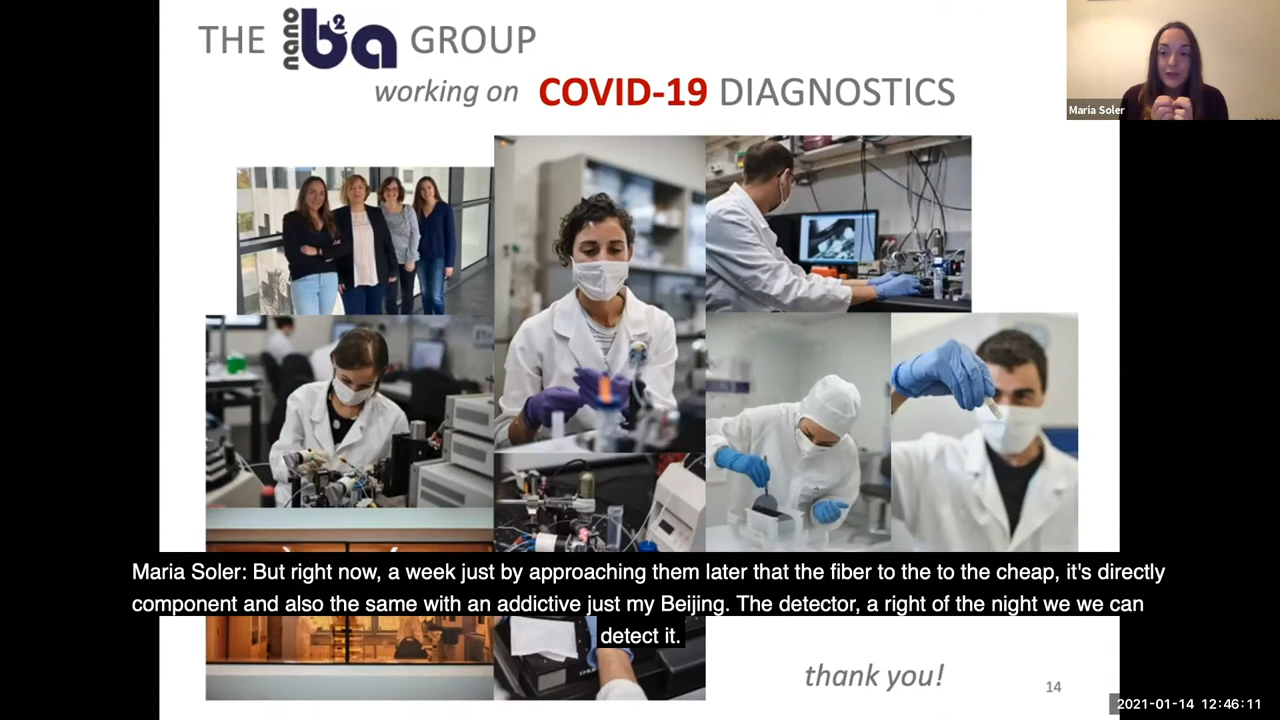 THE nano b2a GROUP
working on COVID-19 DIAGNOSTICS
Maria Soler
Maria Soler: But right now, a week just by approaching them later that the fiber to the to the cheap, it's directly
component and also the same with an addictive just my Beijing. The detector, a right of the night we we can
detect it.
thank you!
14
2021-01-14 12:46:11